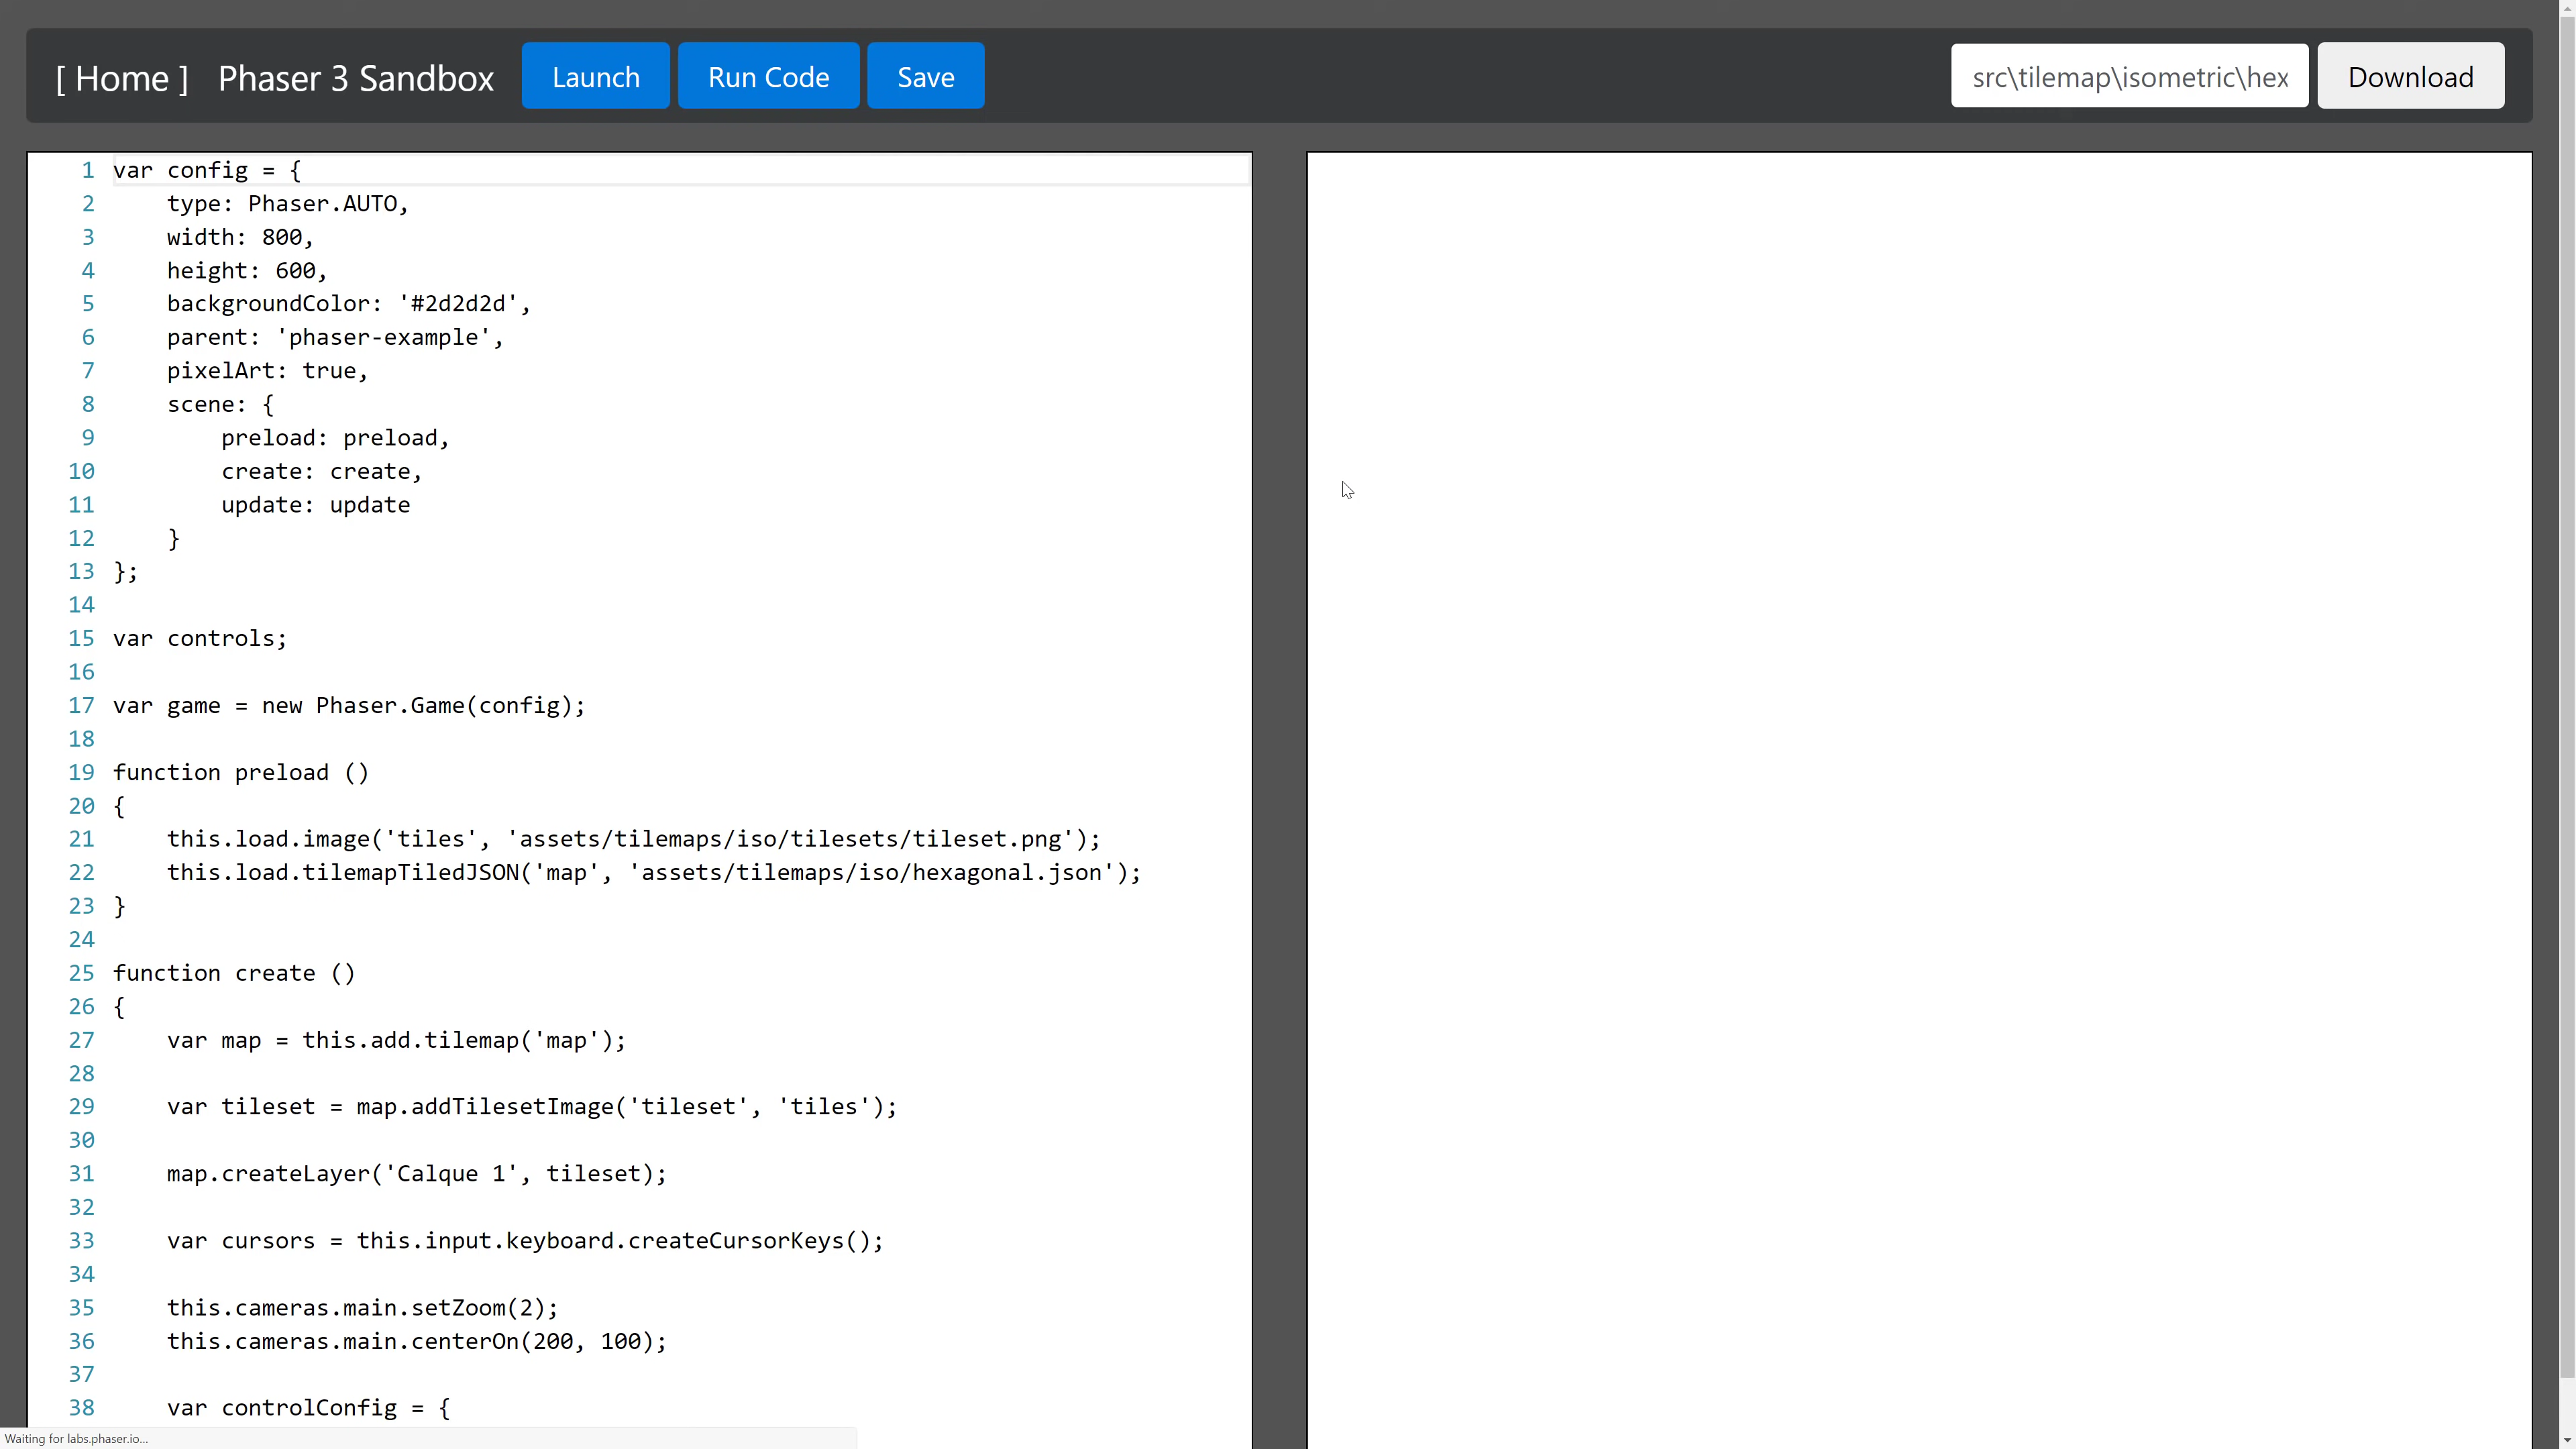 [ Home ] Phaser 3 Sandbox Launch Run Code Save src\tilemap\isometric\hex Download
1 var config = {
2     type: Phaser.AUTO,
3     width: 800,
4     height: 600,
5     backgroundColor: '#2d2d2d',
6     parent: 'phaser-example',
7     pixelArt: true,
8     scene: {
9         preload: preload,
10         create: create,
11         update: update
12     }
13 };
14
15 var controls;
16
17 var game = new Phaser.Game(config);
18
19 function preload ()
20 {
21     this.load.image('tiles', 'assets/tilemaps/iso/tilesets/tileset.png');
22     this.load.tilemapTiledJSON('map', 'assets/tilemaps/iso/hexagonal.json');
23 }
24
25 function create ()
26 {
27     var map = this.add.tilemap('map');
28
29     var tileset = map.addTilesetImage('tileset', 'tiles');
30
31     map.createLayer('Calque 1', tileset);
32
33     var cursors = this.input.keyboard.createCursorKeys();
34
35     this.cameras.main.setZoom(2);
36     this.cameras.main.centerOn(200, 100);
37
38     var controlConfig = {
Waiting for labs.phaser.io...